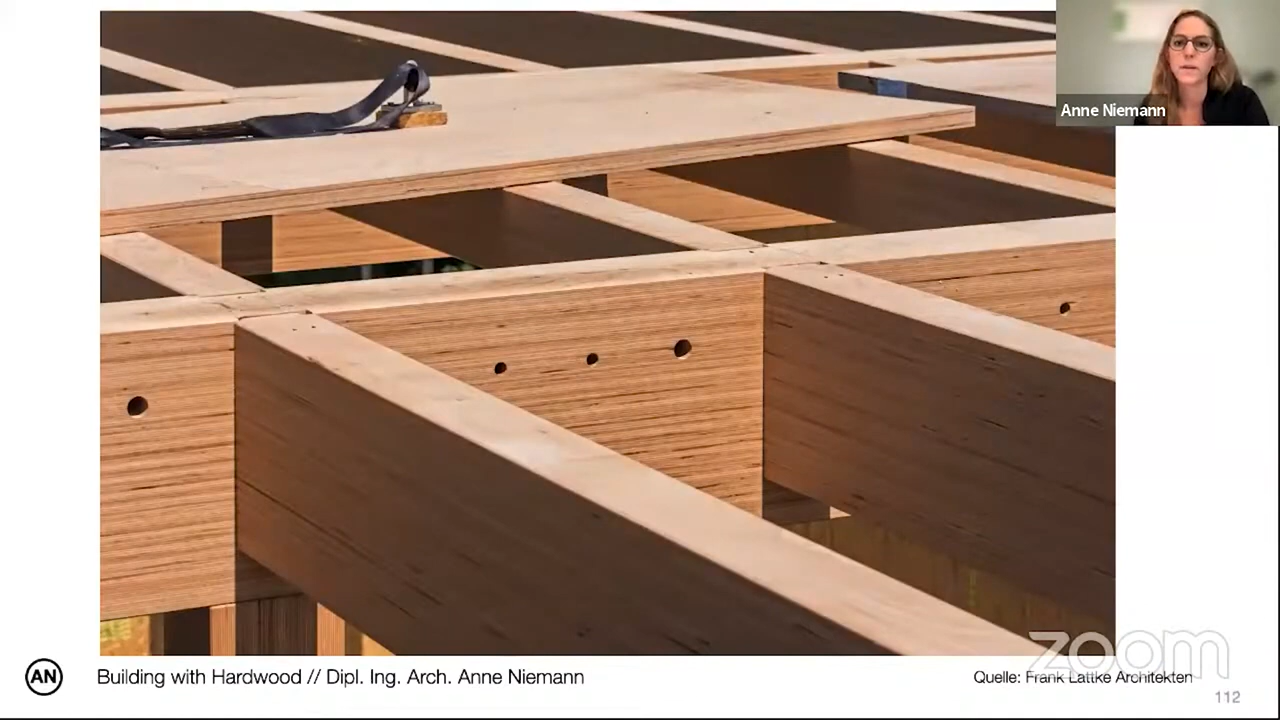 Anne Niemann
zoom
AN
Building with Hardwood // Dipl. Ing. Arch. Anne Niemann
Quelle: Frank Lattke Architekten
112